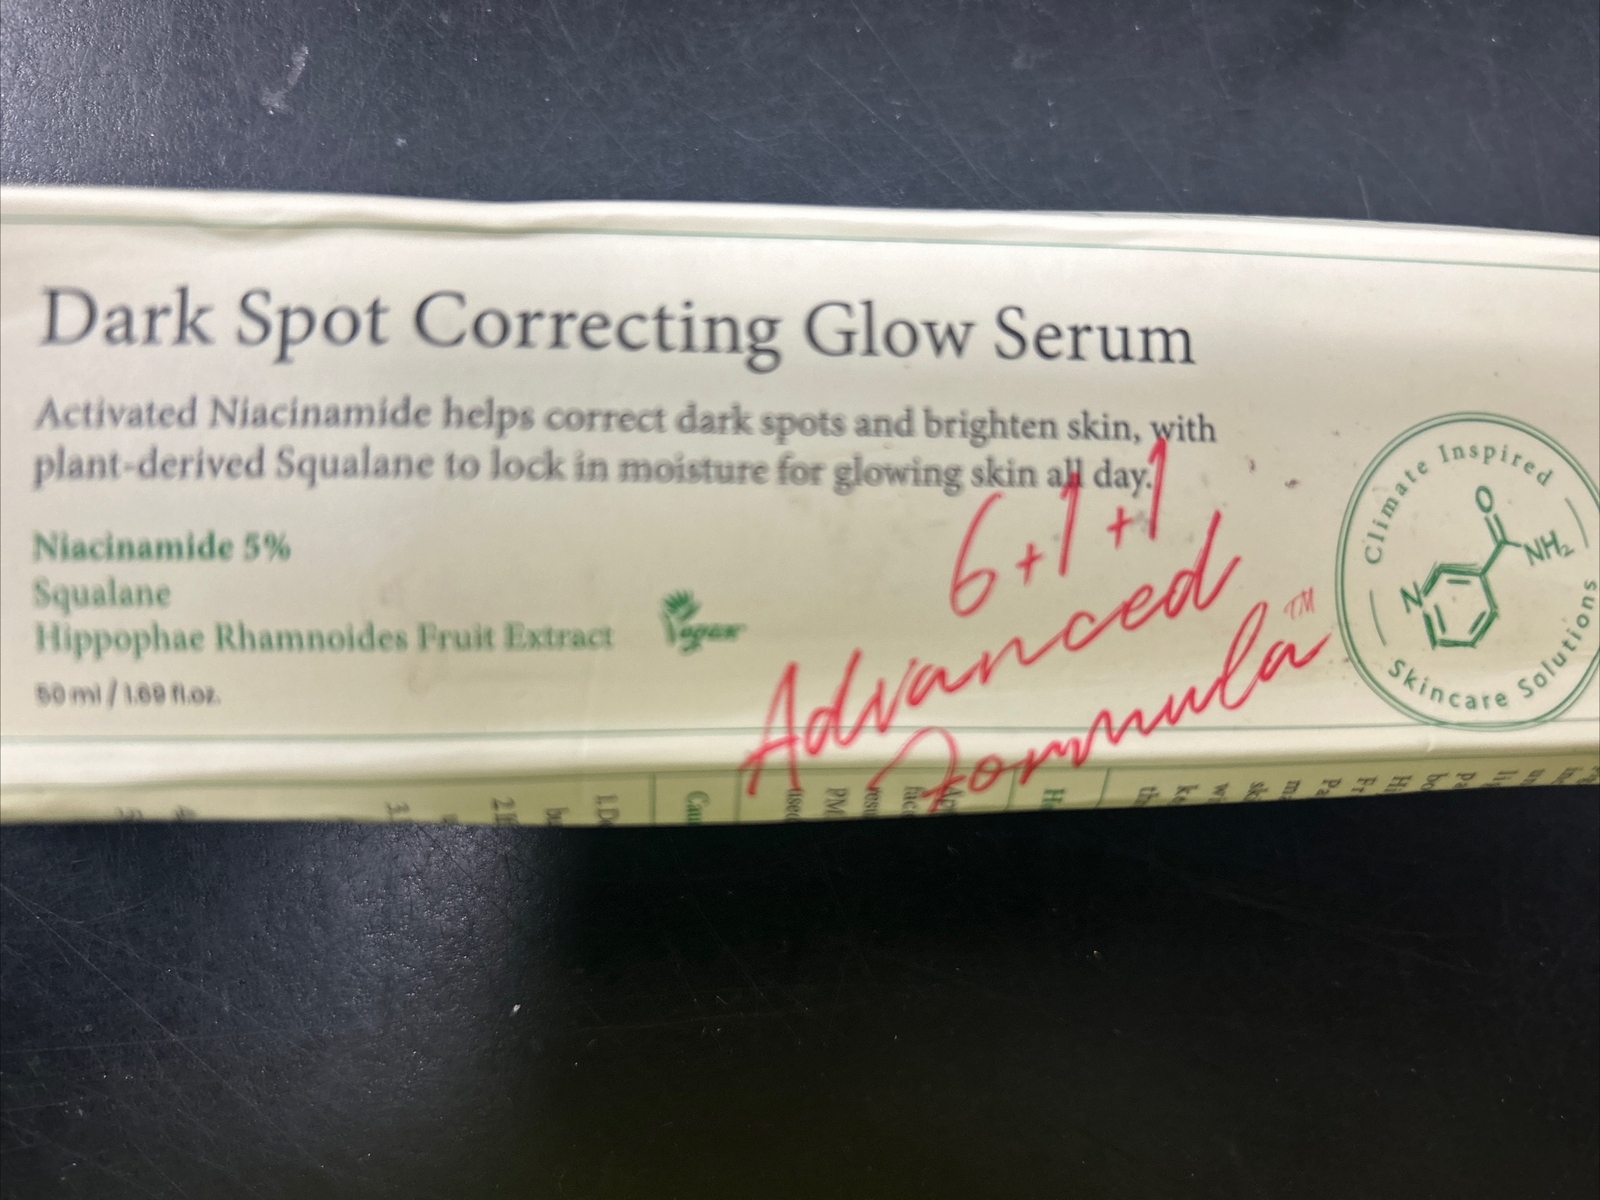 Dark Spot Correcting Glow Serum
Activated Niacinamide helps correct dark spots and brighten skin, with
plant-derived Squalane to lock in moisture for glowing skin all day.
Niacinamide 5%
Squalane
Hippophae Rhamnoides Fruit Extract
50 ml / 1.69 fl.oz.
Vegan
6+1+1
Advanced
Formula™
Climate Inspired
O
NH₂
N
Skincare Solutions